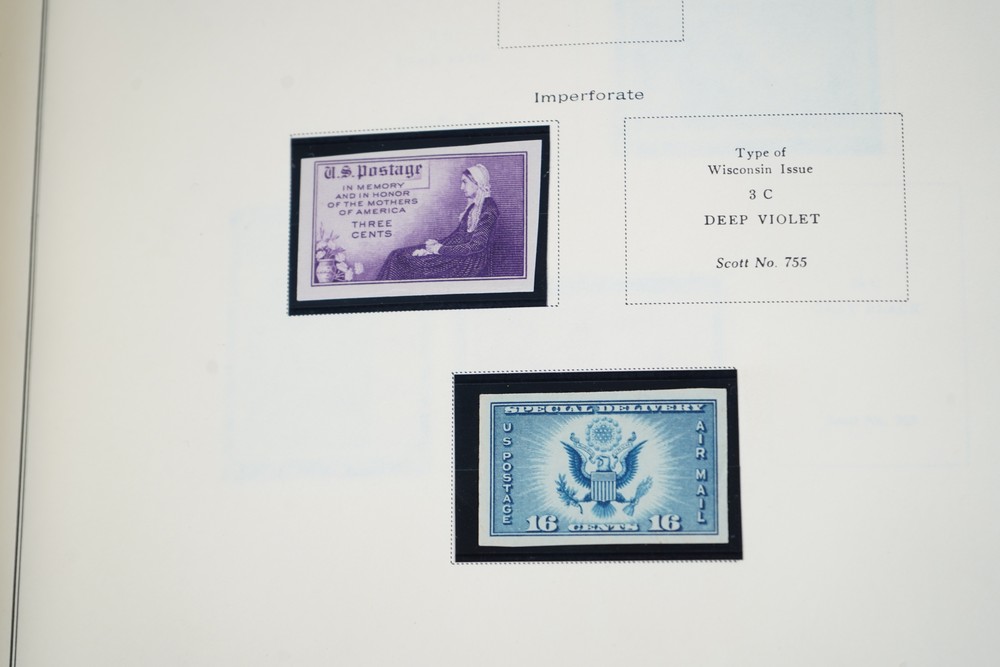 Imperforate
U.S. Postage
IN MEMORY
AND IN HONOR
OF THE MOTHERS
OF AMERICA
THREE
CENTS
Type of
Wisconsin Issue
3 C
DEEP VIOLET
Scott No. 755
SPECIAL DELIVERY
US POSTAGE
AIR MAIL
16 CENTS 16